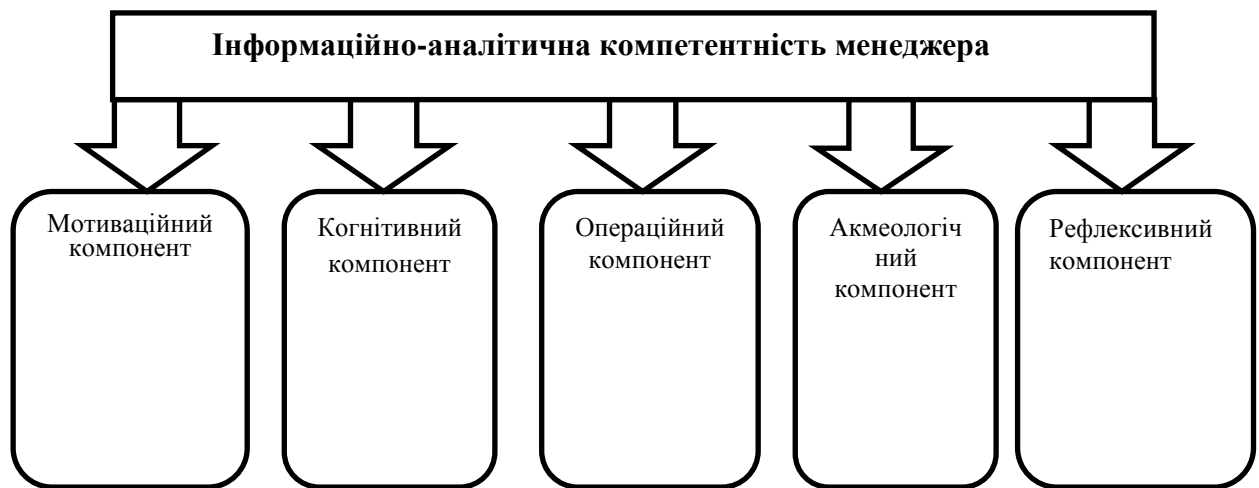 Інформаційно-аналітична компетентність менеджера
Мотиваційний
компонент
Когнітивний
компонент
Операційний
компонент
Акмеологіч
ний
компонент
Рефлексивний
компонент